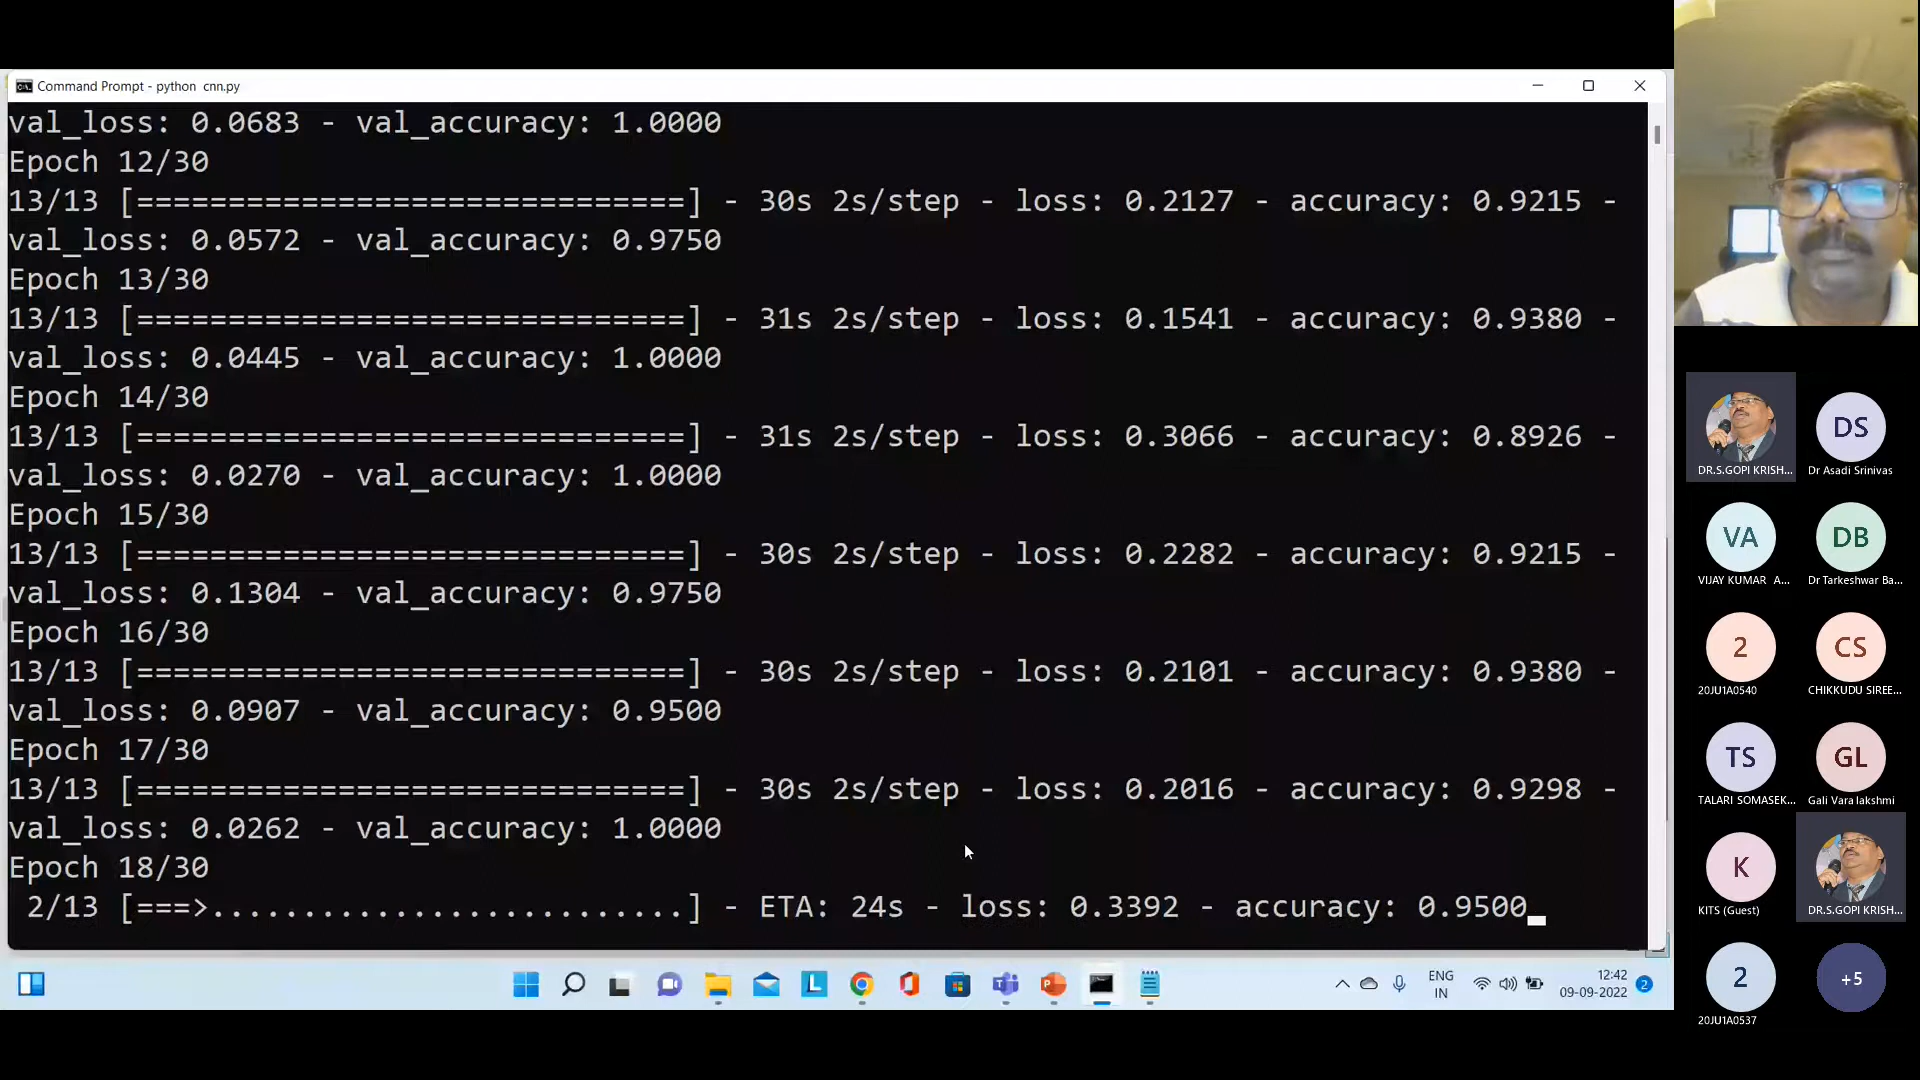 Command Prompt - python cnn.py
val_loss: 0.0683 - val_accuracy: 1.0000
Epoch 12/30
13/13 [==============================] - 30s 2s/step - loss: 0.2127 - accuracy: 0.9215 -
val_loss: 0.0572 - val_accuracy: 0.9750
Epoch 13/30
13/13 [==============================] - 31s 2s/step - loss: 0.1541 - accuracy: 0.9380 -
val_loss: 0.0445 - val_accuracy: 1.0000
Epoch 14/30
13/13 [==============================] - 31s 2s/step - loss: 0.3066 - accuracy: 0.8926 -
val_loss: 0.0270 - val_accuracy: 1.0000
Epoch 15/30
13/13 [==============================] - 30s 2s/step - loss: 0.2282 - accuracy: 0.9215 -
val_loss: 0.1304 - val_accuracy: 0.9750
Epoch 16/30
13/13 [==============================] - 30s 2s/step - loss: 0.2101 - accuracy: 0.9380 -
val_loss: 0.0907 - val_accuracy: 0.9500
Epoch 17/30
13/13 [==============================] - 30s 2s/step - loss: 0.2016 - accuracy: 0.9298 -
val_loss: 0.0262 - val_accuracy: 1.0000
Epoch 18/30
2/13 [===>..........................] - ETA: 24s - loss: 0.3392 - accuracy: 0.9500
L
ENG
IN
12:42
09-09-2022
2
DR.S.GOPI KRISH...
DS
Dr Asadi Srinivas
VA
VIJAY KUMAR A...
DB
Dr Tarkeshwar Ba...
2
20JU1A0540
CS
CHIKKUDU SIREE...
TS
TALARI SOMASEK...
GL
Gali Vara lakshmi
K
KITS (Guest)
DR.S.GOPI KRISH...
2
20JU1A0537
+5